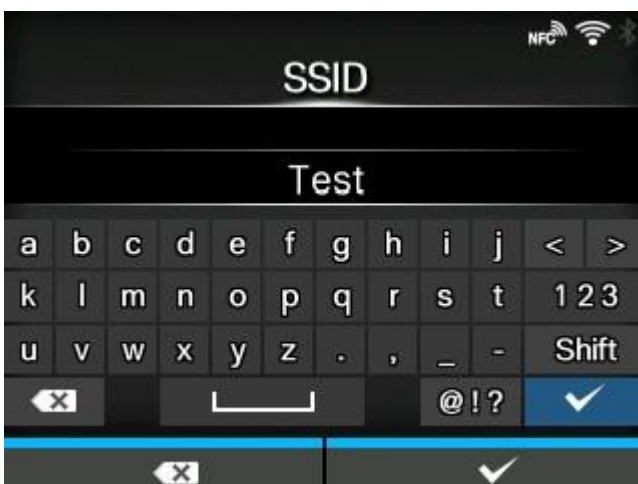 NFC
SSID
Test
a b c d e f g h i j < >
k l m n o p q r s t 123
u v w x y z . , _ - Shift
@!?